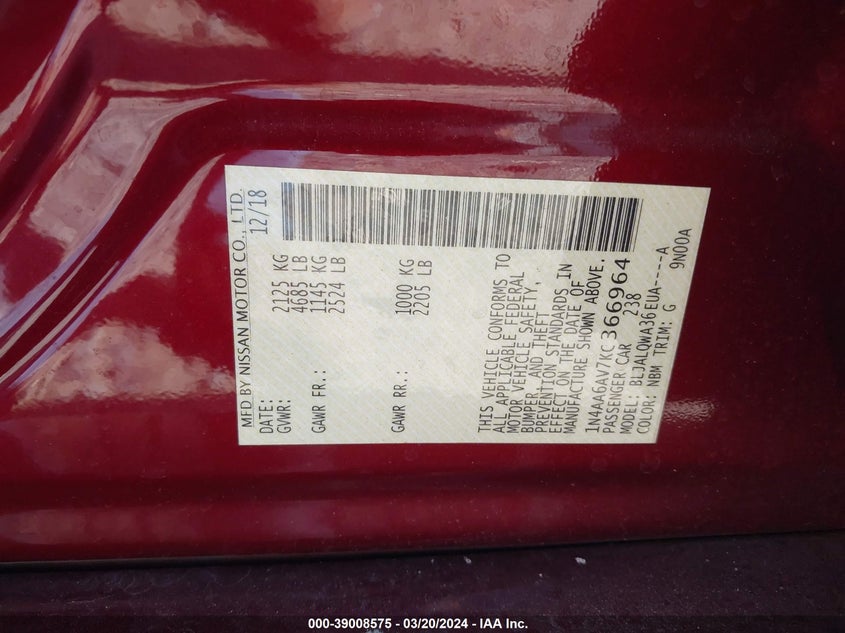 MFD BY NISSAN MOTOR CO., LTD.
DATE: 12/18
GVWR: 2125 KG
4685 LB
GAWR FR.: 1145 KG
2524 LB
GAWR RR.: 1000 KG
2205 LB
THIS VEHICLE CONFORMS TO
ALL APPLICABLE FEDERAL
MOTOR VEHICLE SAFETY,
BUMPER, AND THEFT
PREVENTION STANDARDS IN
EFFECT ON THE DATE OF
MANUFACTURE SHOWN ABOVE.
1N4AA6AV7KC366964
PASSENGER CAR 238
MODEL: BLJALQWA36EUA-----A
COLOR: NBM TRIM: G 9N00A
000-39008575 - 03/20/2024 - IAA Inc.